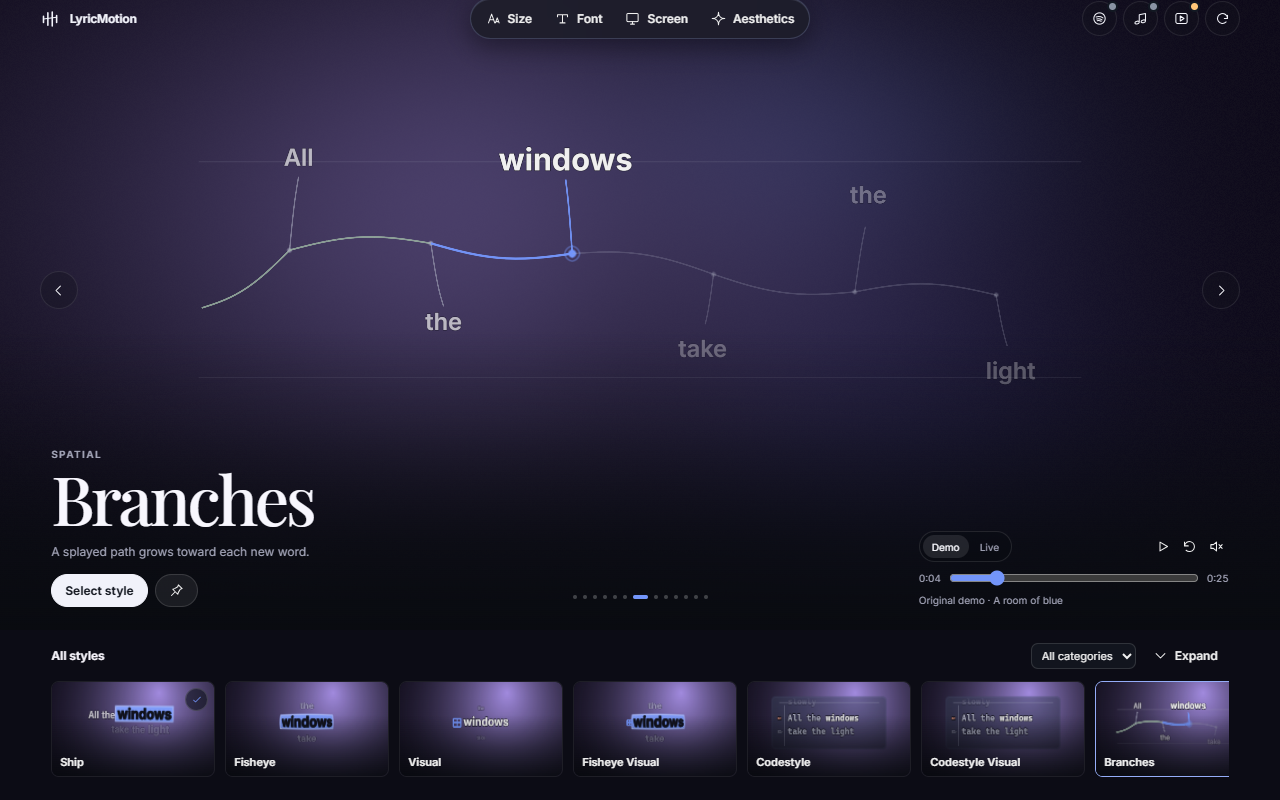 LyricMotion
Size Font Screen Aesthetics
All
windows
the
the
take
light
SPATIAL
Branches
A splayed path grows toward each new word.
Select style
Demo Live
0:04 0:25
Original demo · A room of blue
All styles
All categories
Expand
All the windows
take the light
Ship
the
windows
take
Fisheye
windows
Visual
the
windows
take
Fisheye Visual
All the windows
take the light
Codestyle
All the windows
take the light
Codestyle Visual
All
windows
the
take
Branches